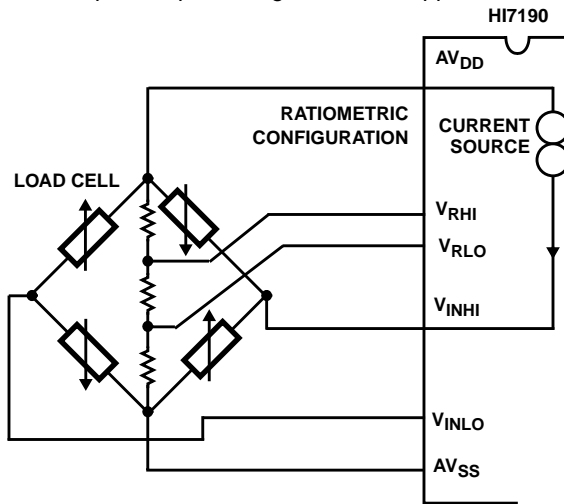 HI7190
AVDD
RATIOMETRIC
CONFIGURATION
CURRENT
SOURCE
LOAD CELL
VRHI
VRLO
VINHI
VINLO
AVSS